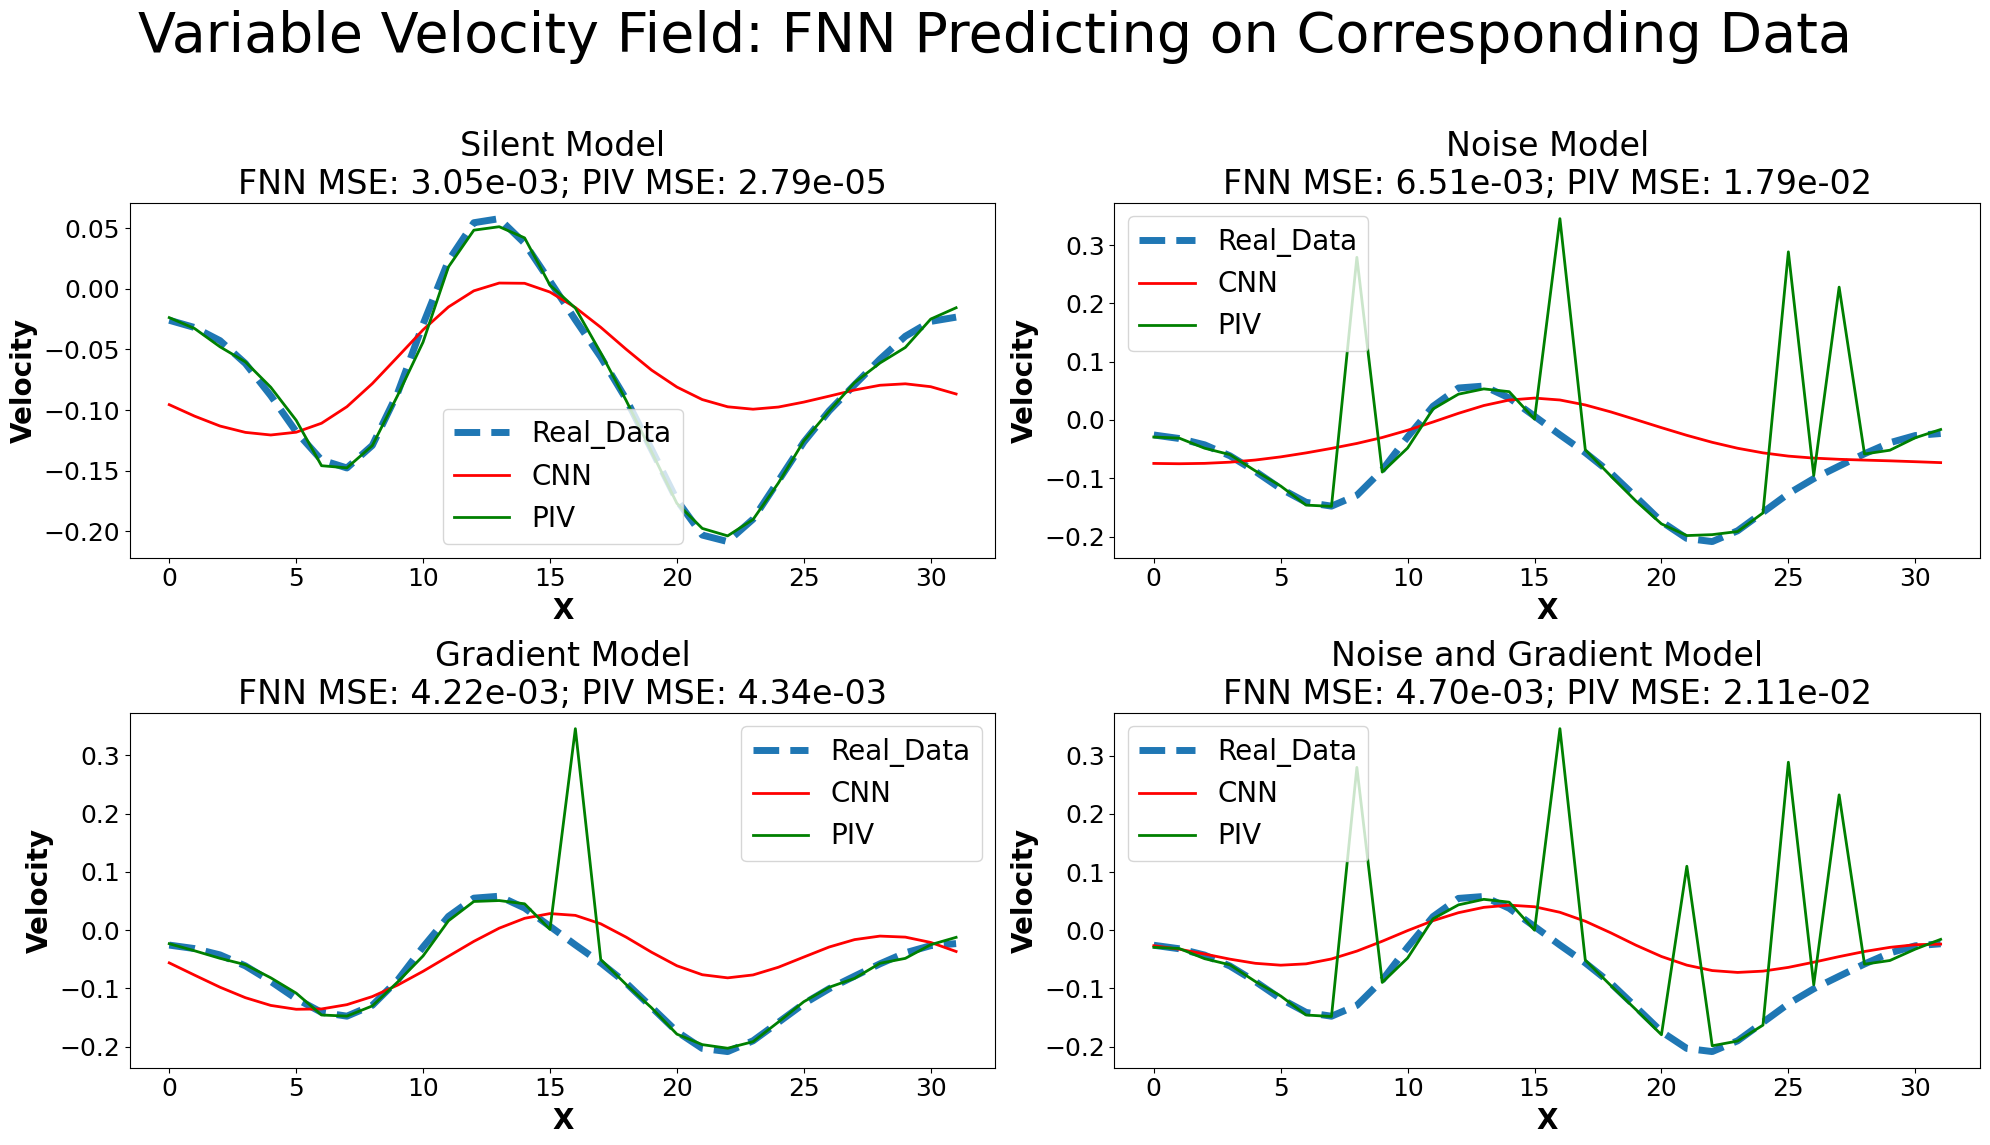 Variable Velocity Field: FNN Predicting on Corresponding Data
Silent Model
FNN MSE: 3.05e-03; PIV MSE: 2.79e-05
0.05
0.00
−0.05
−0.10
−0.15
−0.20
Velocity
Real_Data
CNN
PIV
0 5 10 15 20 25 30
X
Noise Model
FNN MSE: 6.51e-03; PIV MSE: 1.79e-02
0.3
0.2
0.1
0.0
−0.1
−0.2
Velocity
Real_Data
CNN
PIV
0 5 10 15 20 25 30
X
Gradient Model
FNN MSE: 4.22e-03; PIV MSE: 4.34e-03
0.3
0.2
0.1
0.0
−0.1
−0.2
Velocity
Real_Data
CNN
PIV
0 5 10 15 20 25 30
X
Noise and Gradient Model
FNN MSE: 4.70e-03; PIV MSE: 2.11e-02
0.3
0.2
0.1
0.0
−0.1
−0.2
Velocity
Real_Data
CNN
PIV
0 5 10 15 20 25 30
X